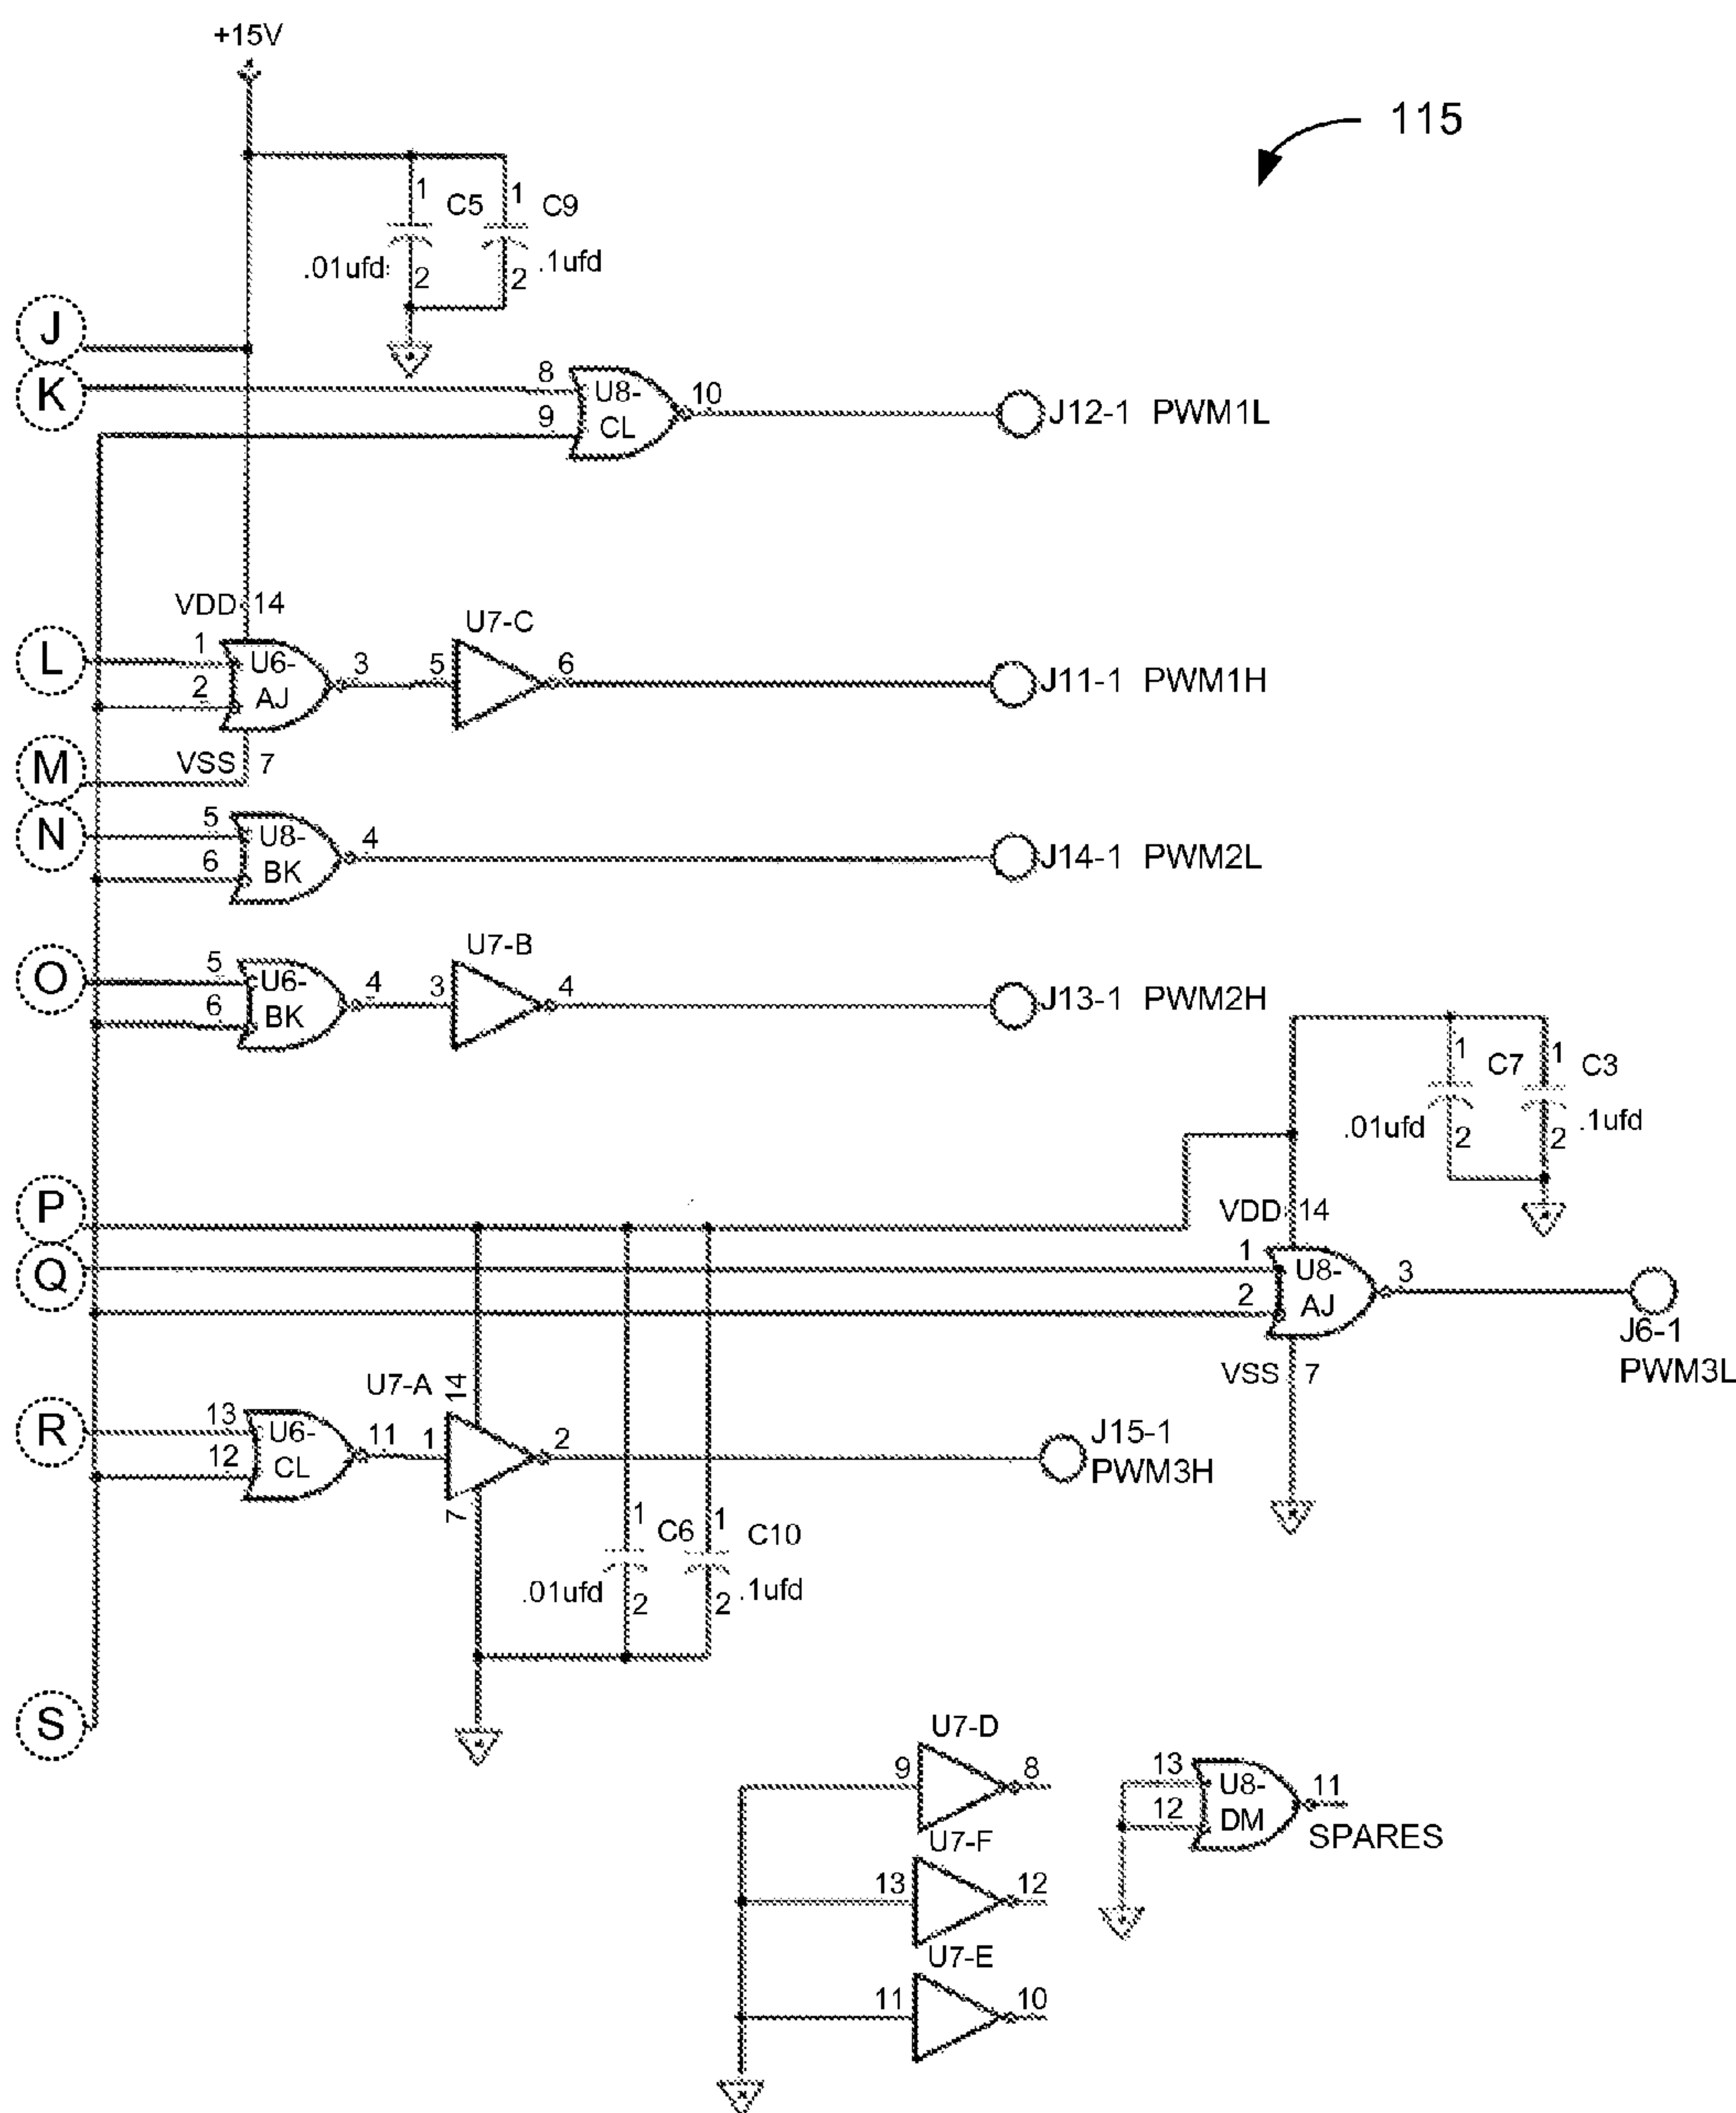 +15V
115
1 C5 1 C9
.01ufd 2 2 .1ufd
J
K 8 U8-CL 10 J12-1 PWM1L
9
VDD 14
U7-C
L 1 U6-AJ 3 5 6 J11-1 PWM1H
2
M VSS 7
N 5 U8-BK 4 J14-1 PWM2L
6
U7-B
O 5 U6-BK 4 3 4 J13-1 PWM2H
6
1 C7 1 C3
.01ufd 2 2 .1ufd
P VDD 14
Q 1 U8-AJ 3
2
J6-1
PWM3L
VSS 7
U7-A 14
R 13 U6-CL 11 1 2 J15-1
12 PWM3H
7
1 C6 1 C10
.01ufd 2 2 .1ufd
S
U7-D
9 8
13 U8-DM 11
12 SPARES
U7-F
13 12
U7-E
11 10